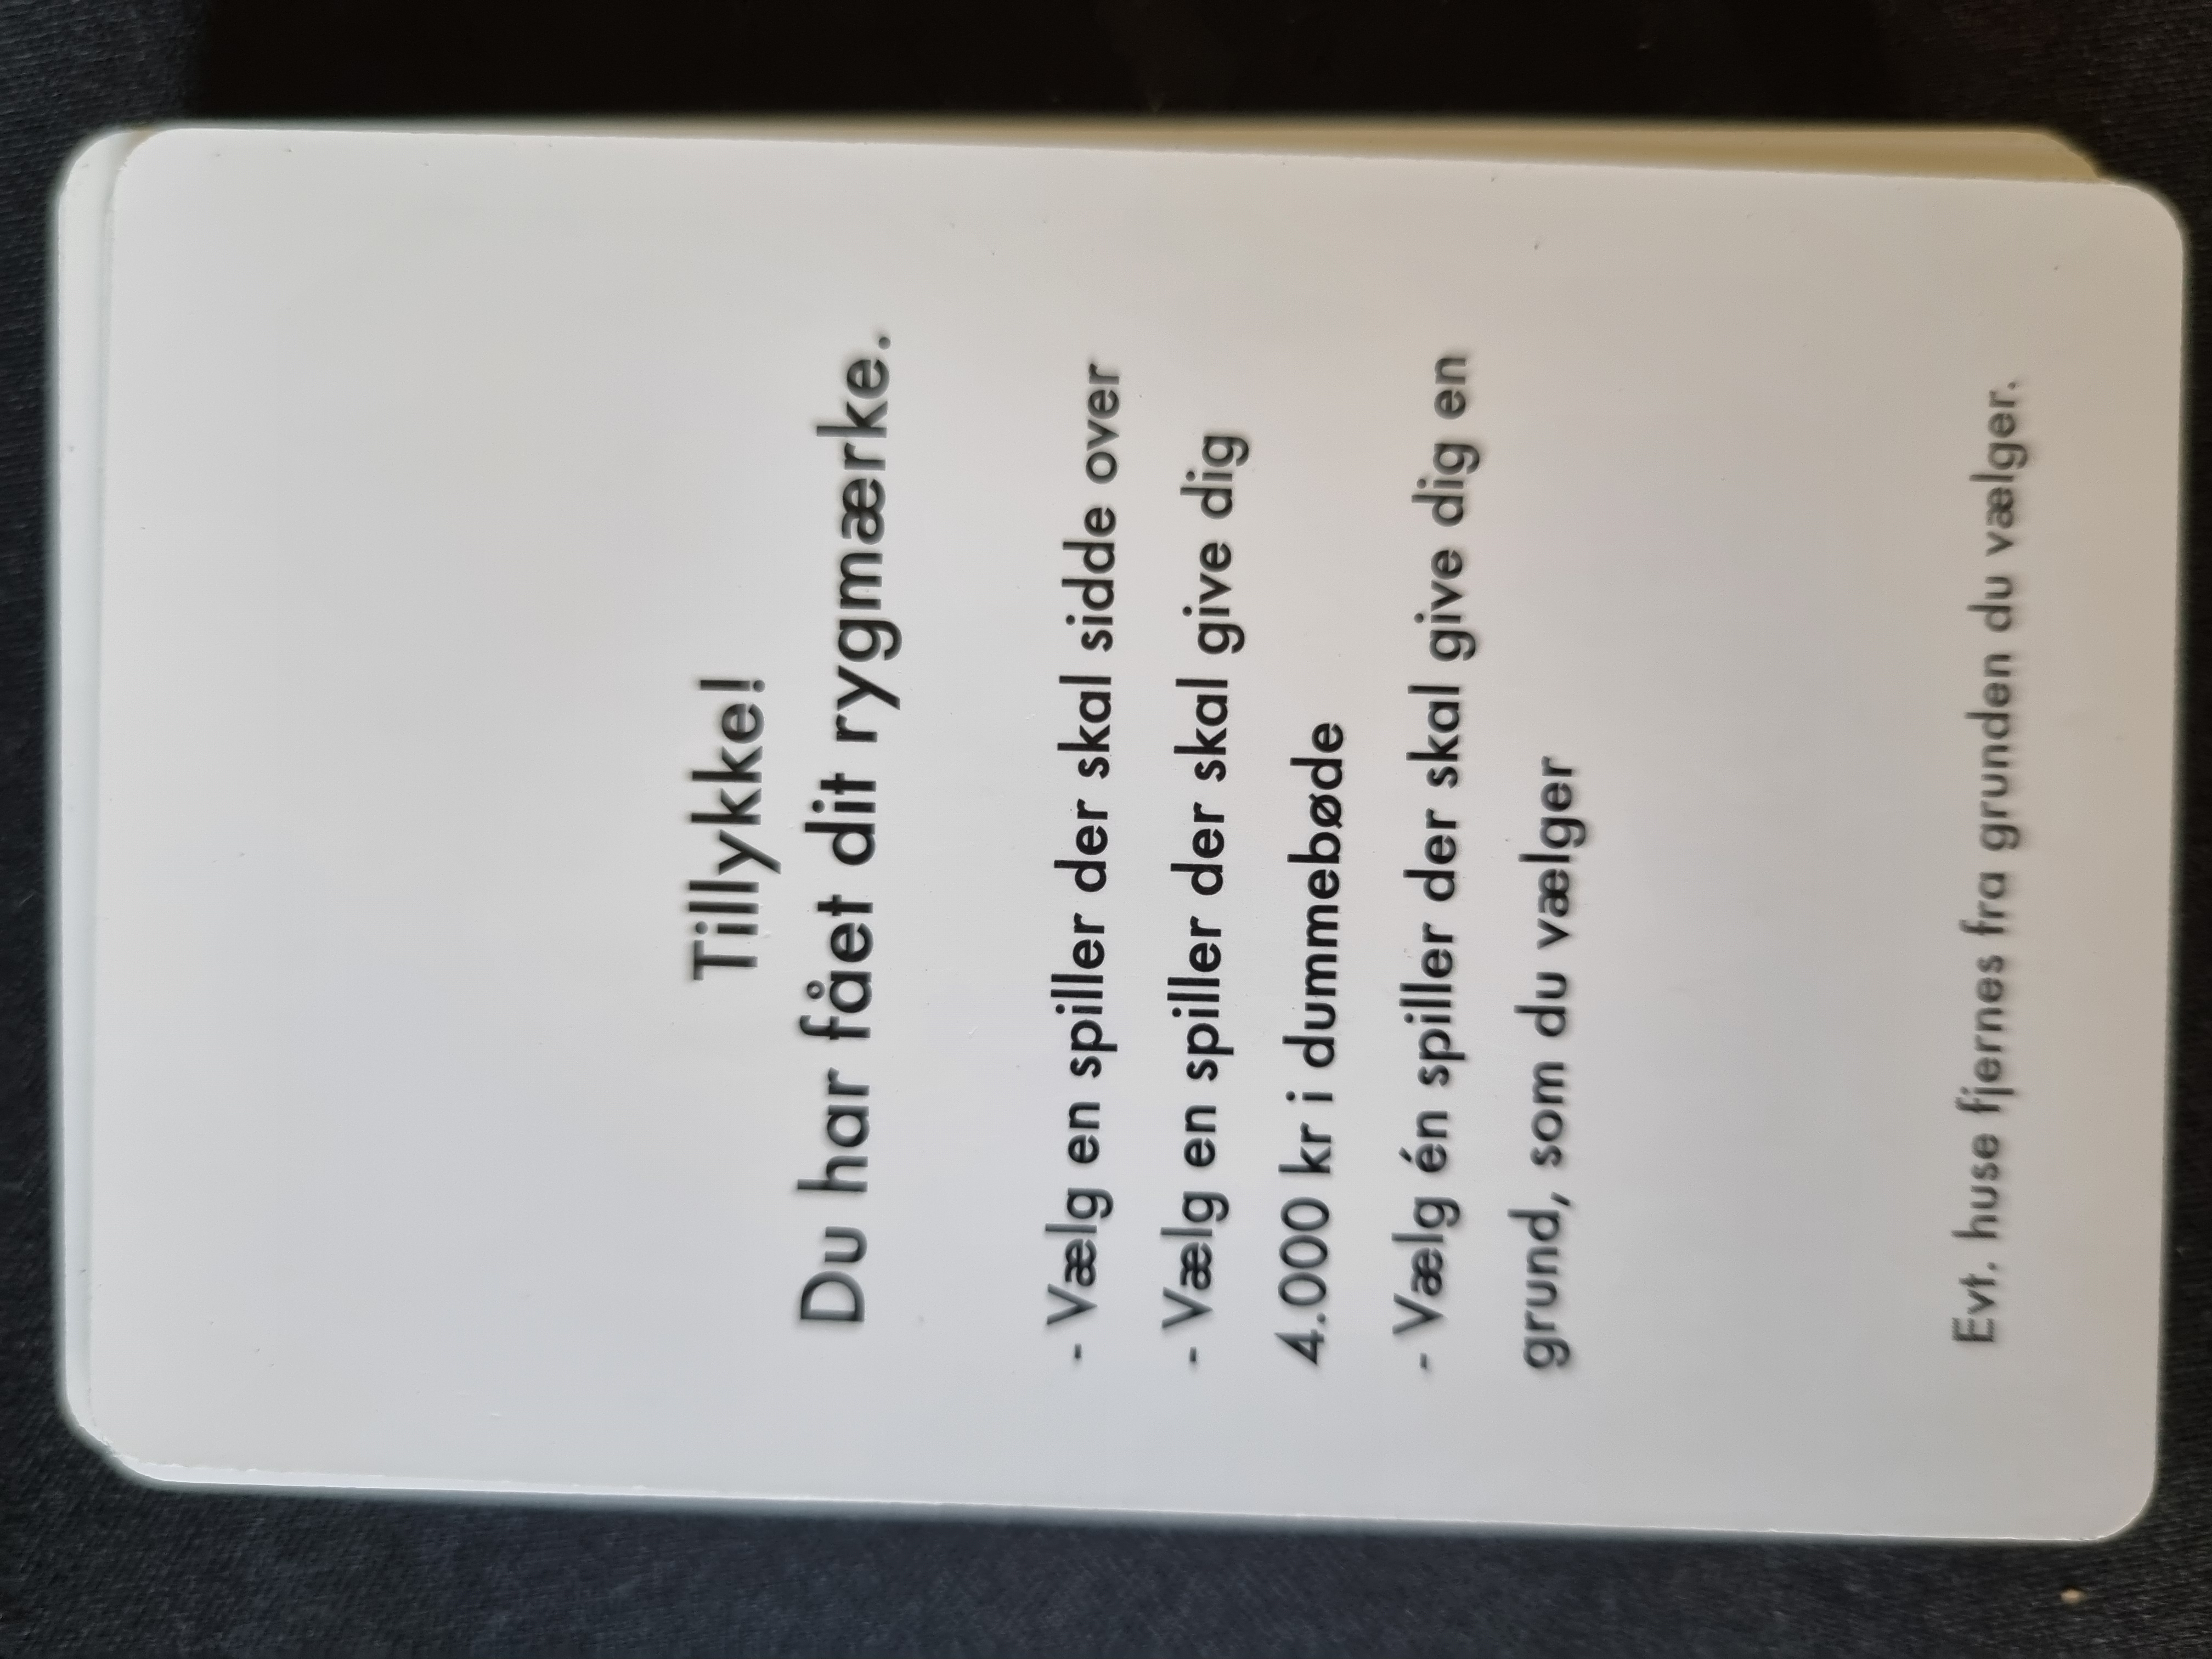 Tillykke!
Du har fået dit rygmærke.
- Vælg en spiller der skal sidde over
- Vælg en spiller der skal give dig
4.000 kr i dummebøde
- Vælg én spiller der skal give dig en
grund, som du vælger
Evt. huse fjernes fra grunden du vælger.